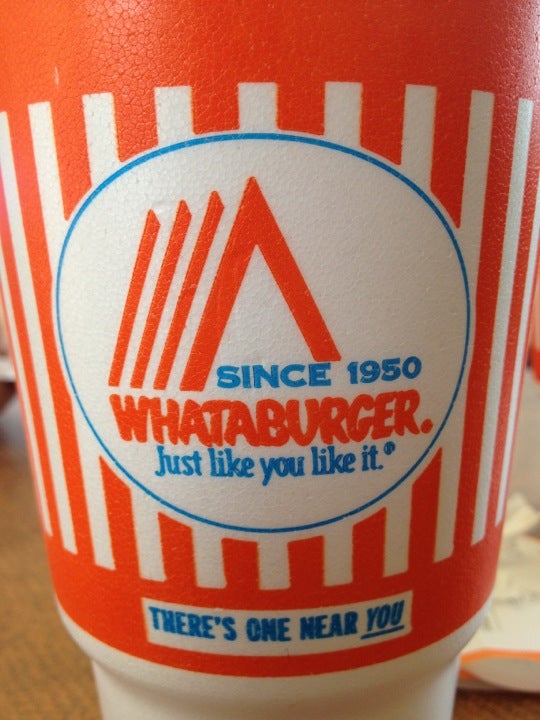 SINCE 1950
WHATABURGER.
Just like you like it.®
THERE'S ONE NEAR YOU